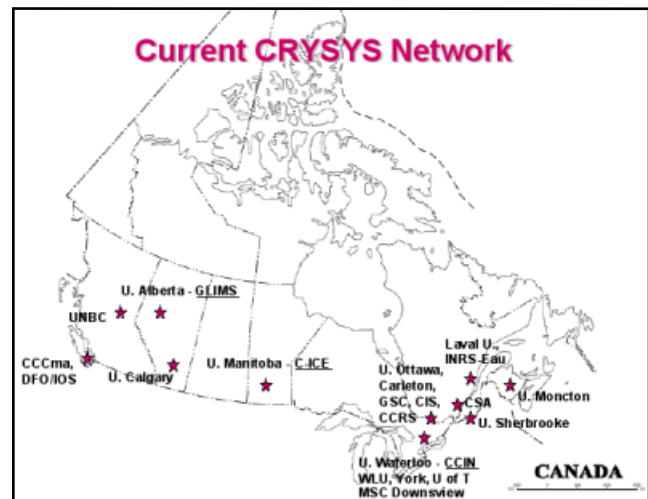 Current CRYSYS Network
U. Alberta - GLIMS
UNBC
CCCma,
DFO/IOS
U. Calgary
U. Manitoba - C-ICE
U. Ottawa,
Carleton,
GSC, CIS,
CCRS
Laval U.,
INRS-Eau
CSA
U. Moncton
U. Sherbrooke
U. Waterloo - CCIN
WLU, York, U of T
MSC Downsview
CANADA